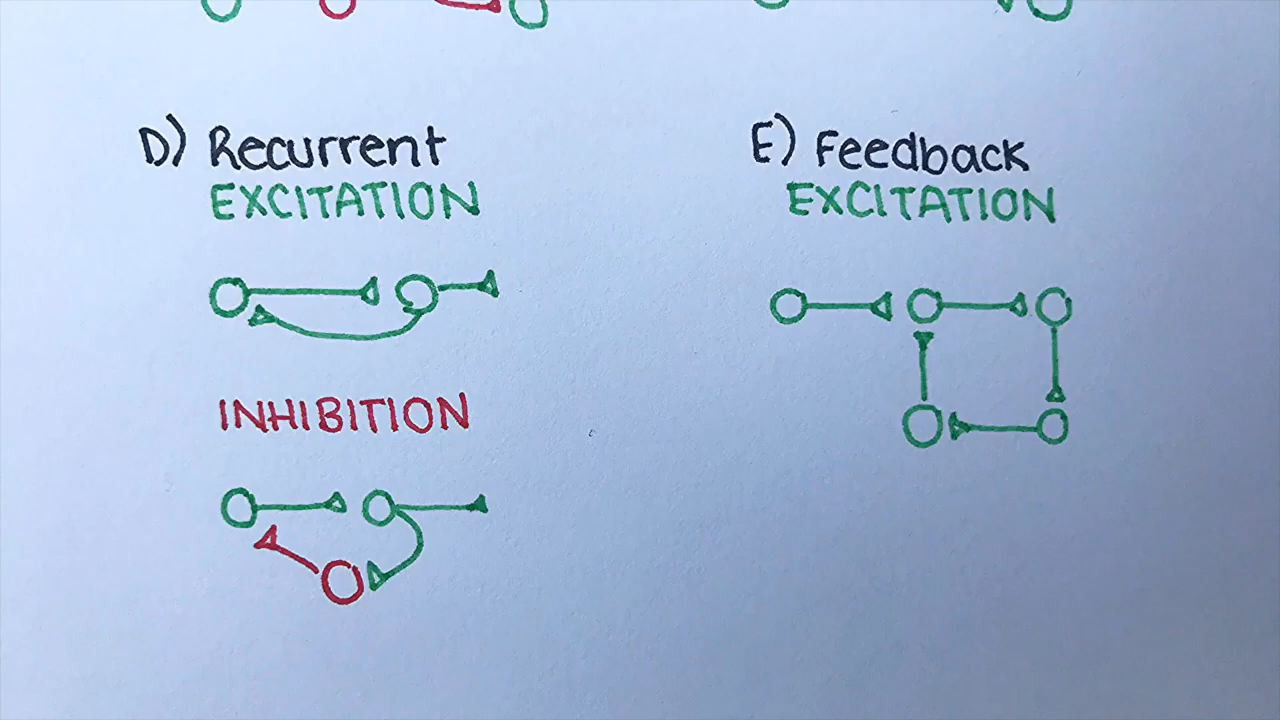 D) Recurrent
EXCITATION
INHIBITION
E) Feedback
EXCITATION